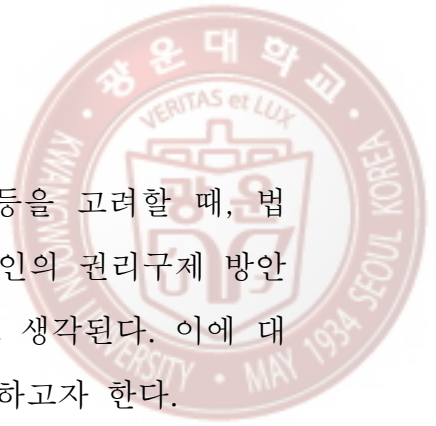 · 광운대학교 ·
VERITAS et LUX
등을 고려할 때, 법
광운
인의 권리구제 방안
생각된다. 이에 대
하고자 한다.
KWANGWOON UNIVERSITY · MAY 1934 SEOUL KOREA